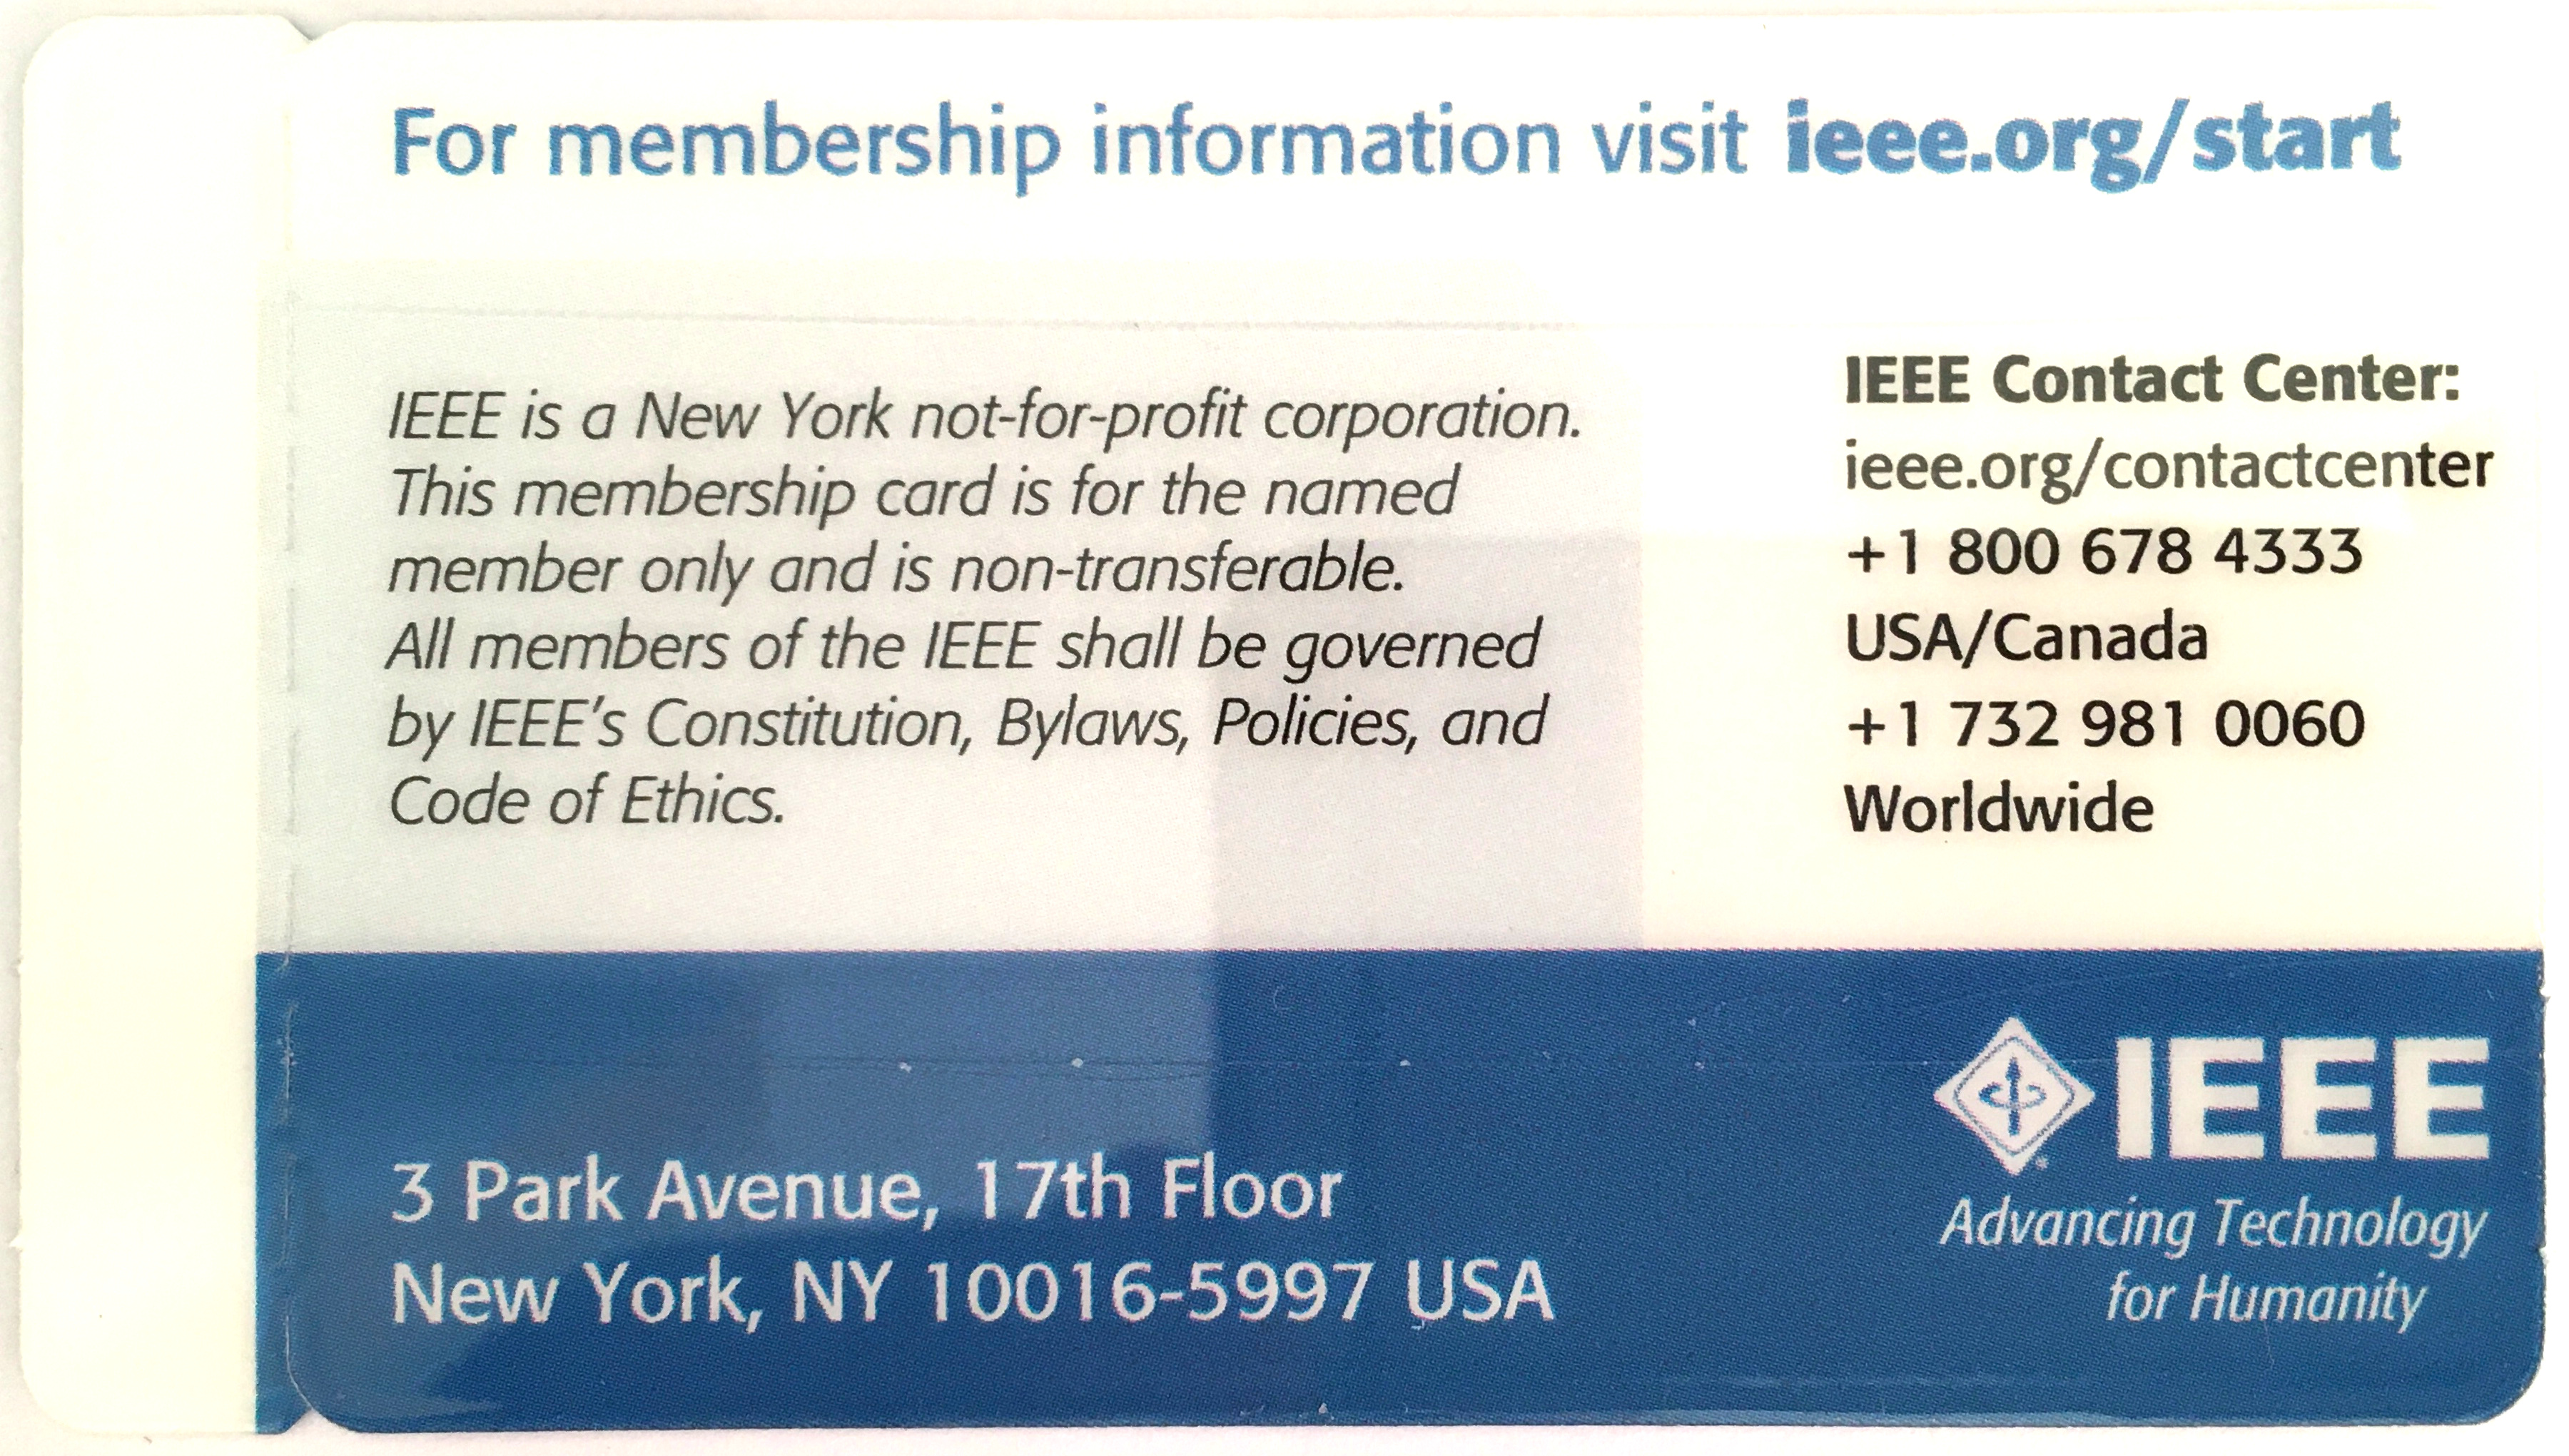 For membership information visit ieee.org/start
IEEE is a New York not-for-profit corporation.
This membership card is for the named
member only and is non-transferable.
All members of the IEEE shall be governed
by IEEE's Constitution, Bylaws, Policies, and
Code of Ethics.
IEEE Contact Center:
ieee.org/contactcenter
+1 800 678 4333
USA/Canada
+1 732 981 0060
Worldwide
3 Park Avenue, 17th Floor
New York, NY 10016-5997 USA
IEEE
Advancing Technology
for Humanity